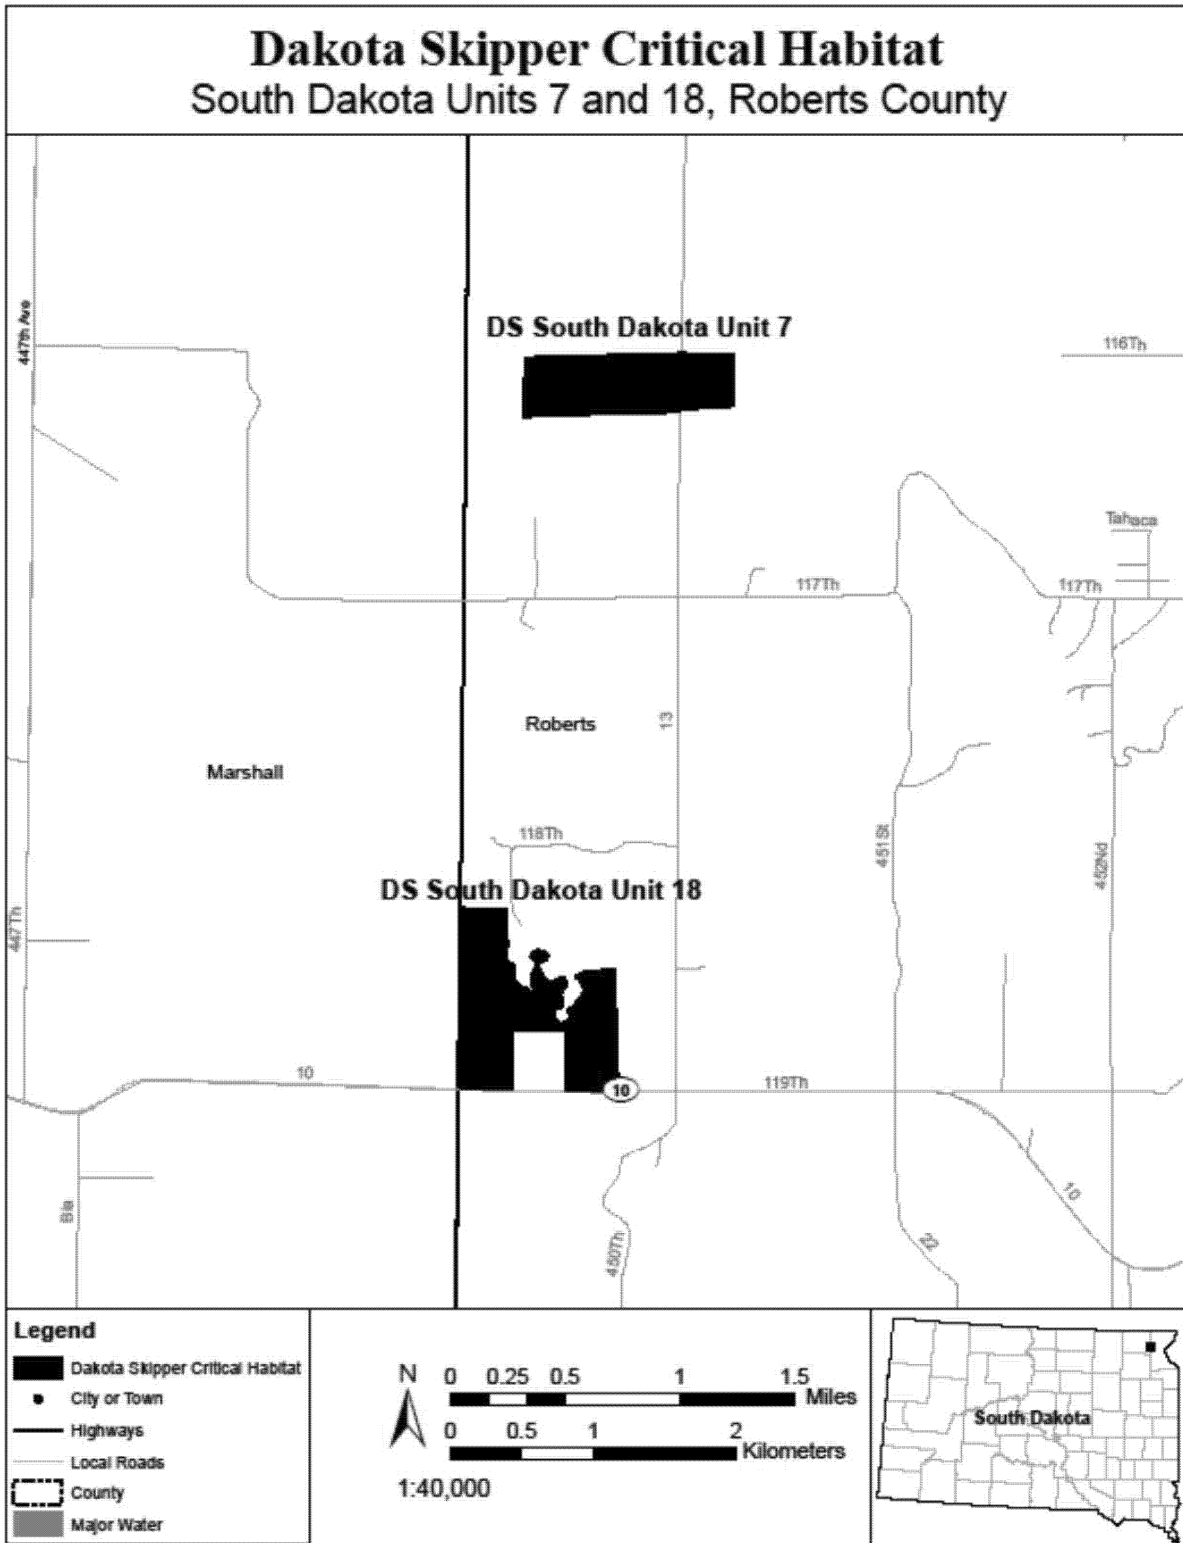 Dakota Skipper Critical Habitat
South Dakota Units 7 and 18, Roberts County
447th Ave
DS South Dakota Unit 7
116Th
Tahaca
117Th
117Th
13
Roberts
Marshall
118Th
451St
452Nd
DS South Dakota Unit 18
447Th
10
10
119Th
10
Bia
450Th
22
Legend
Dakota Skipper Critical Habitat
City or Town
Highways
Local Roads
County
Major Water
N
0 0.25 0.5 1 1.5
Miles
0 0.5 1 2
Kilometers
1:40,000
South Dakota